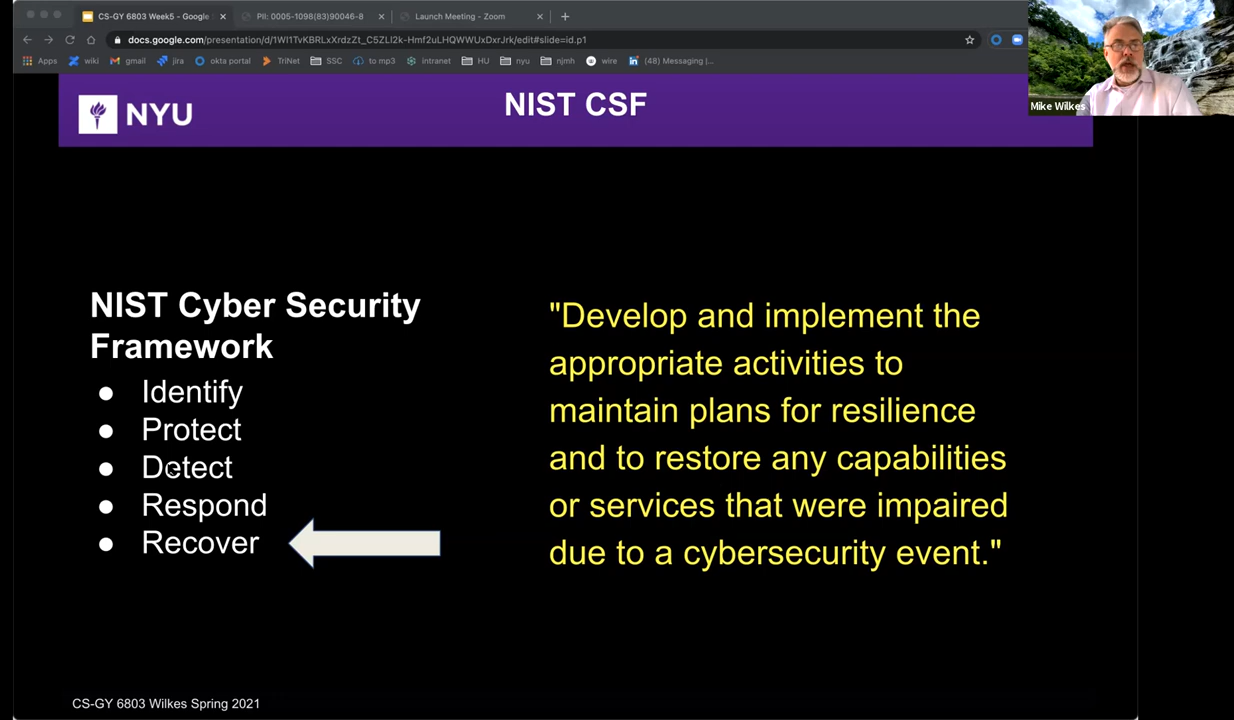 CS-GY 6803 Week5 - Google
PII: 0005-1098(83)90046-8
Launch Meeting - Zoom
docs.google.com/presentation/d/1WI1TvKBRLxXrdzZt_C5ZLI2k-Hmf2uLHQWWUxDxrJrk/edit#slide=id.p1
Apps wiki gmail jira okta portal TriNet SSC to mp3 intranet HU nyu njmh wire (48) Messaging |...
Mike Wilkes
NYU
NIST CSF
NIST Cyber Security
Framework
● Identify
● Protect
● Detect
● Respond
● Recover
"Develop and implement the
appropriate activities to
maintain plans for resilience
and to restore any capabilities
or services that were impaired
due to a cybersecurity event."
CS-GY 6803 Wilkes Spring 2021